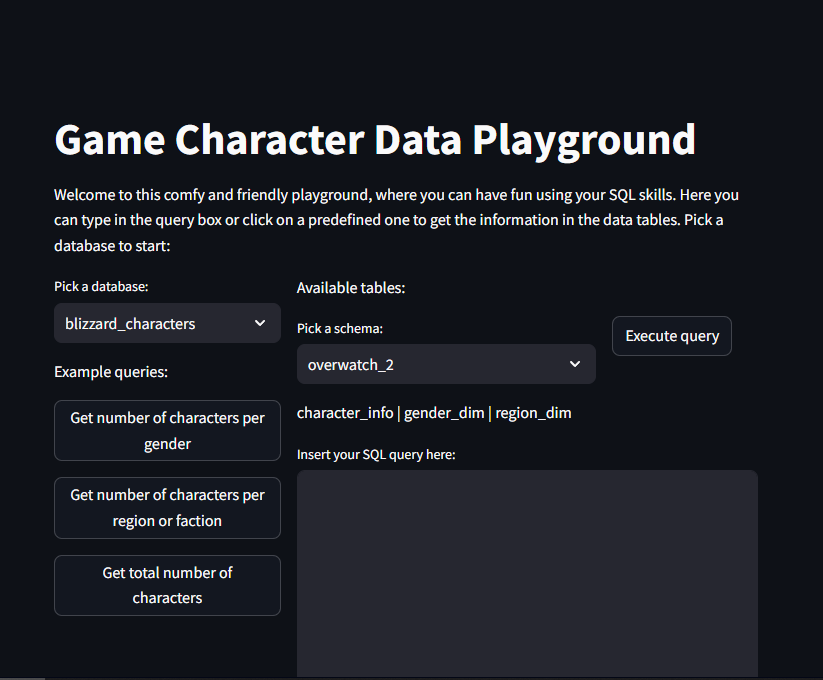 Game Character Data Playground
Welcome to this comfy and friendly playground, where you can have fun using your SQL skills. Here you
can type in the query box or click on a predefined one to get the information in the data tables. Pick a
database to start:
Pick a database:
blizzard_characters
Example queries:
Get number of characters per
gender
Get number of characters per
region or faction
Get total number of
characters
Available tables:
Pick a schema:
overwatch_2
Execute query
character_info | gender_dim | region_dim
Insert your SQL query here: